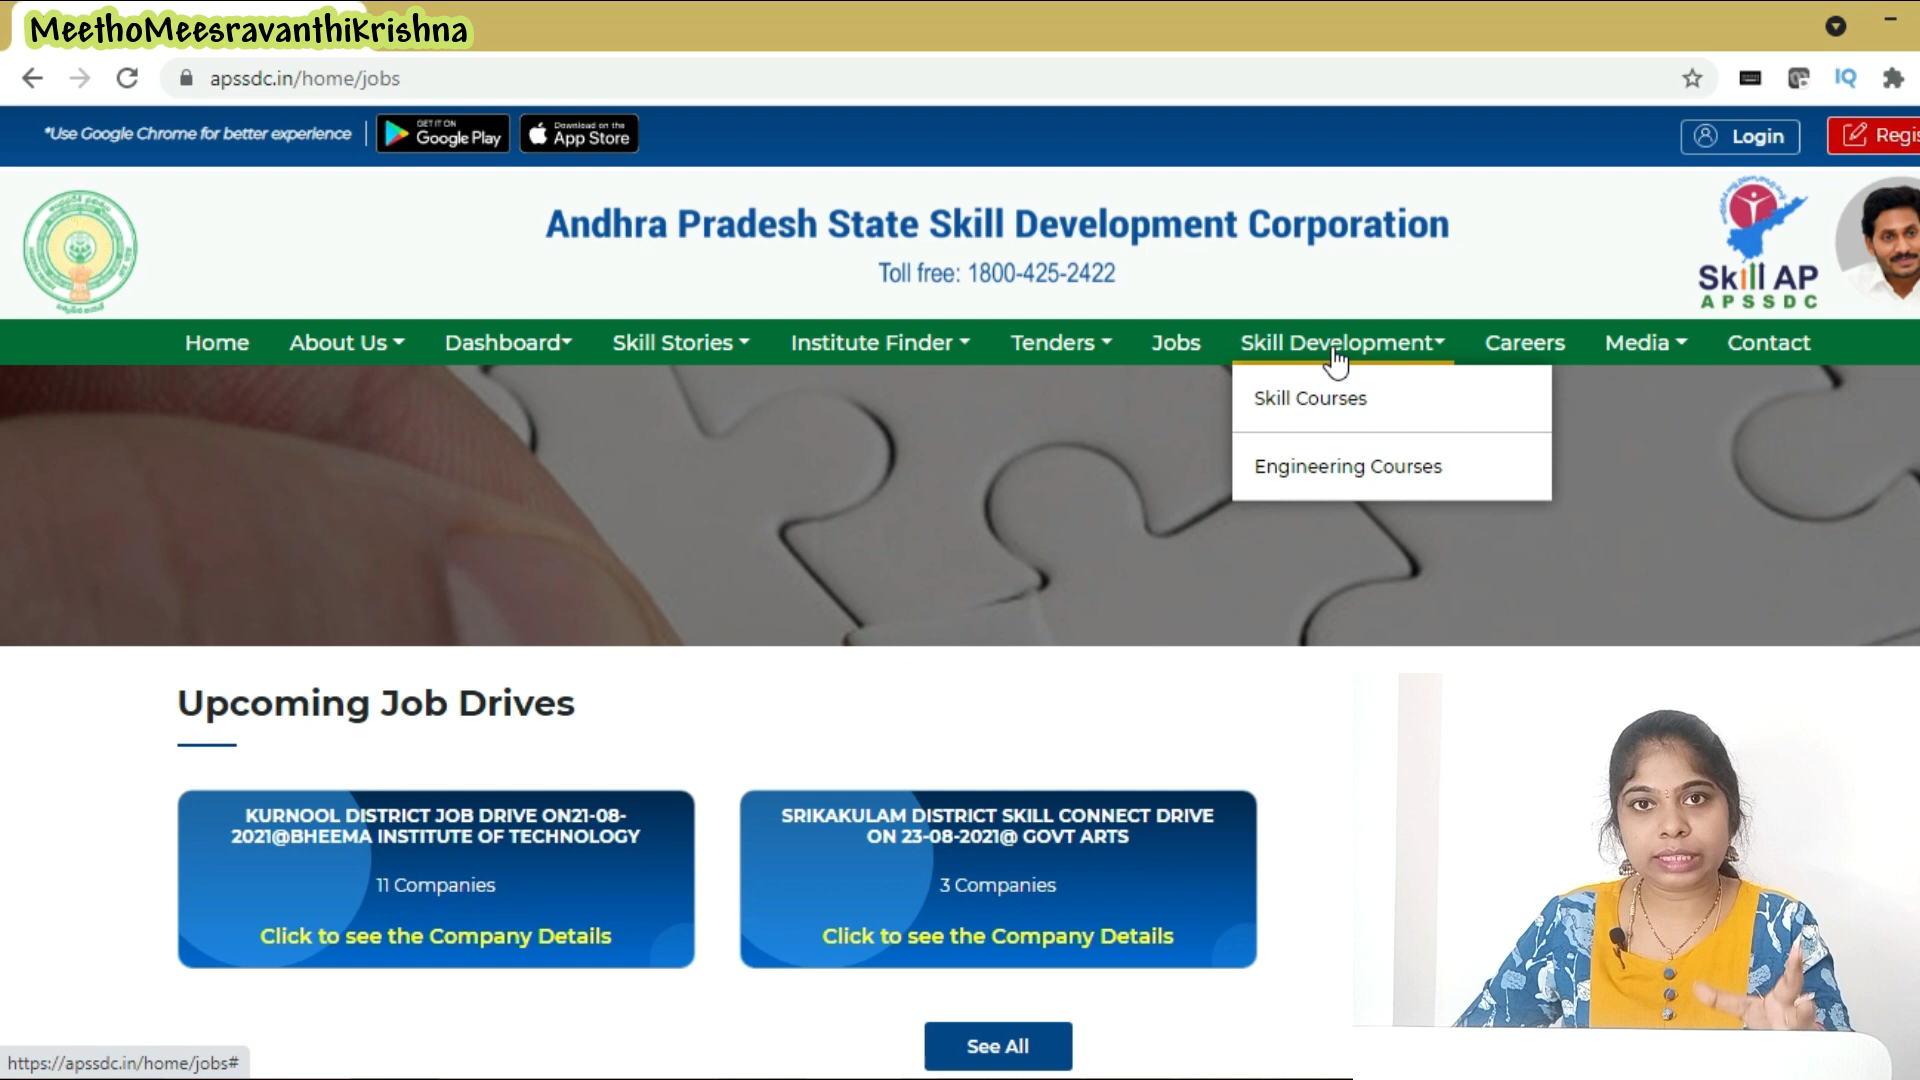 MeethoMeesravanthiKrishna
apssdc.in/home/jobs
IQ
*Use Google Chrome for better experience
GET IT ON
Google Play
Download on the
App Store
Login
Regis
Andhra Pradesh State Skill Development Corporation
Toll free: 1800-425-2422
Skill AP
APSSDC
Home
About Us
Dashboard
Skill Stories
Institute Finder
Tenders
Jobs
Skill Development
Careers
Media
Contact
Skill Courses
Engineering Courses
Upcoming Job Drives
KURNOOL DISTRICT JOB DRIVE ON21-08-
2021@BHEEMA INSTITUTE OF TECHNOLOGY
11 Companies
Click to see the Company Details
SRIKAKULAM DISTRICT SKILL CONNECT DRIVE
ON 23-08-2021@ GOVT ARTS
3 Companies
Click to see the Company Details
See All
https://apssdc.in/home/jobs#